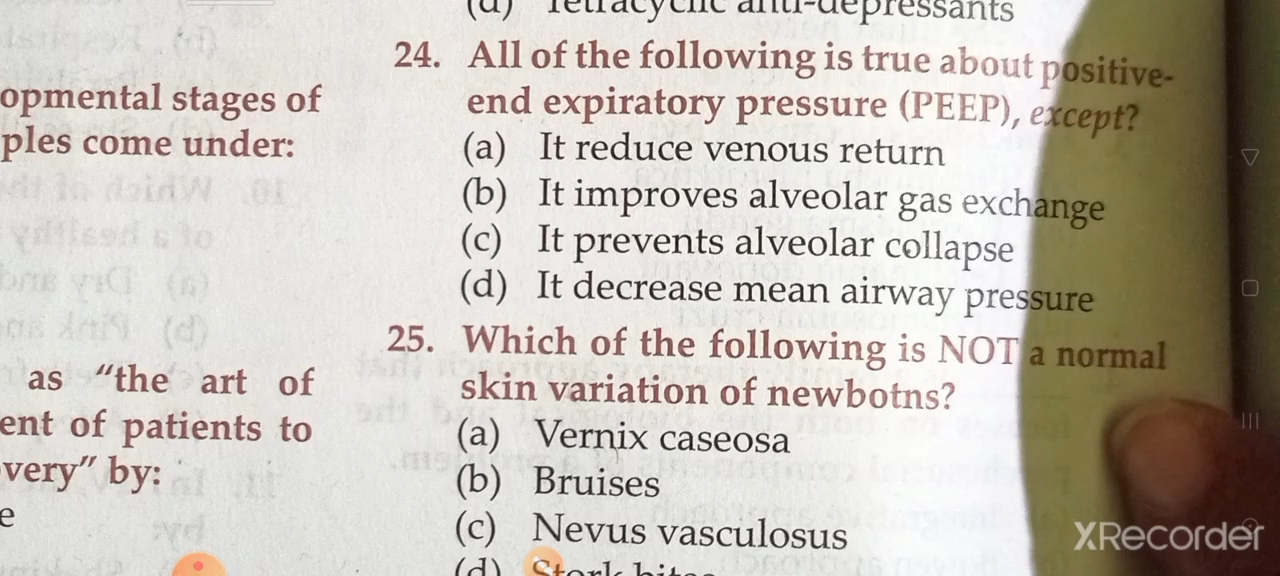 opmental stages of
ples come under:
as "the art of
ent of patients to
very" by:
e
(d) Tetracyclic anti-depressants
24. All of the following is true about positive-
end expiratory pressure (PEEP), except?
(a) It reduce venous return
(b) It improves alveolar gas exchange
(c) It prevents alveolar collapse
(d) It decrease mean airway pressure
25. Which of the following is NOT a normal
skin variation of newbotns?
(a) Vernix caseosa
(b) Bruises
(c) Nevus vasculosus
(d) Stork bites
XRecorder